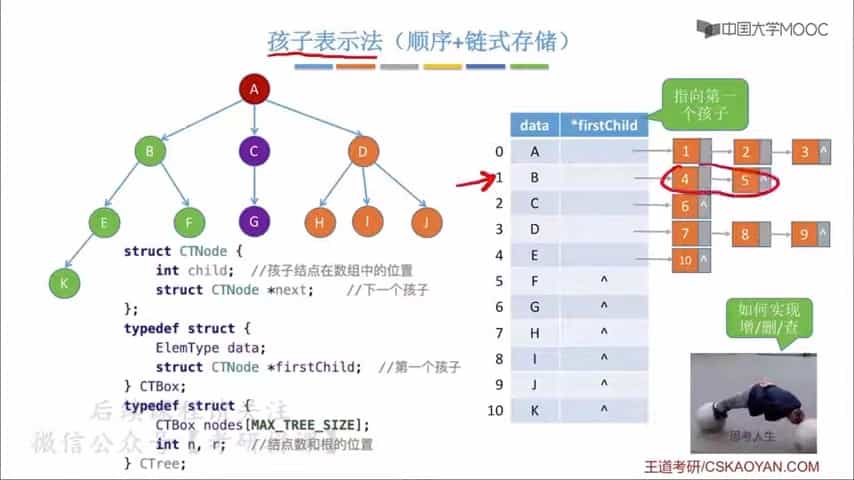 中国大学MOOC
孩子表示法（顺序+链式存储）
A
B C D
E F G H I J
K
指向第一
个孩子
data *firstChild
0 A 1 2 3 ^
1 B 4 5 ^
2 C 6 ^
3 D 7 8 9 ^
4 E 10 ^
5 F ^
6 G ^
7 H ^
8 I ^
9 J ^
10 K ^
struct CTNode {
int child; //孩子结点在数组中的位置
struct CTNode *next; //下一个孩子
};
typedef struct {
ElemType data;
struct CTNode *firstChild; //第一个孩子
} CTBox;
typedef struct {
CTBox nodes[MAX_TREE_SIZE];
int n, r; //结点数和根的位置
} CTree;
如何实现
增/删/查
思考人生
后续课程请关注
微信公众号
王道考研/CSKAOYAN.COM